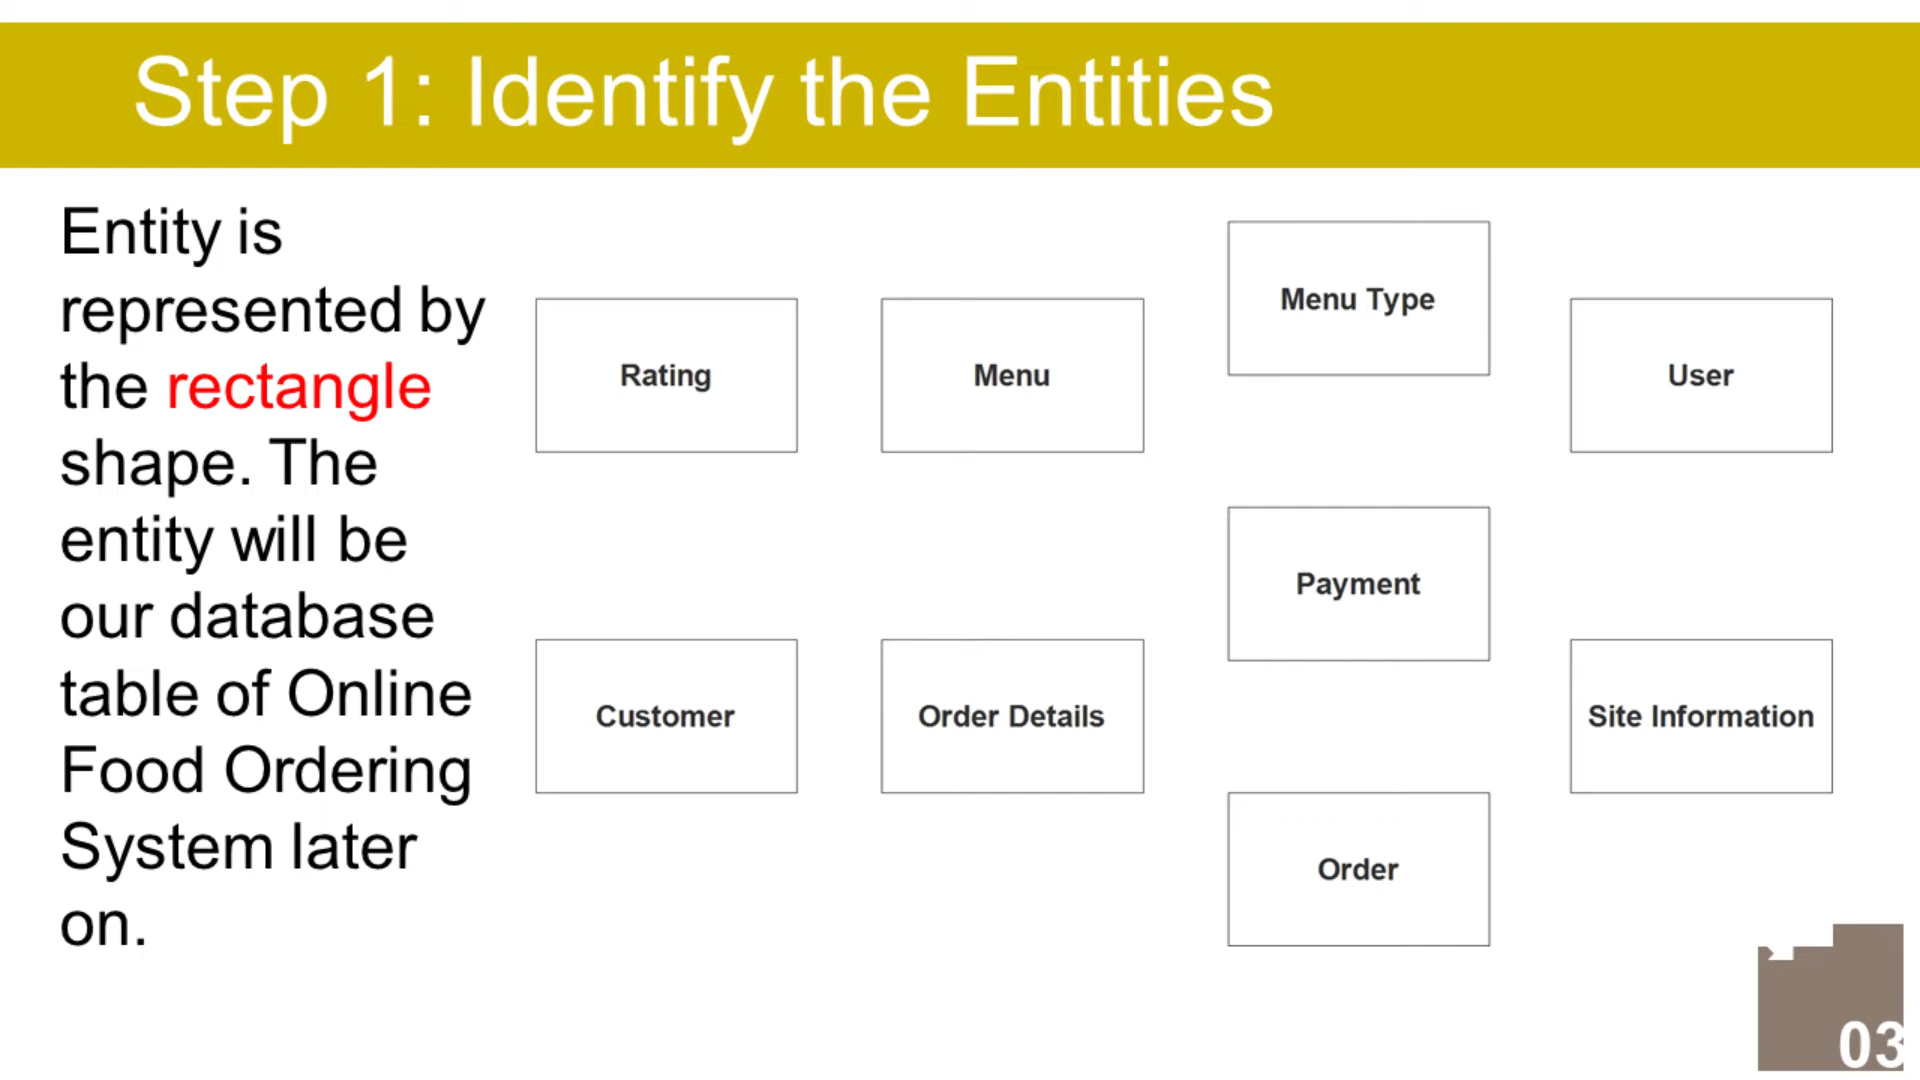 Step 1: Identify the Entities
Entity is
represented by
the rectangle
shape. The
entity will be
our database
table of Online
Food Ordering
System later
on.
Menu Type
Rating
Menu
User
Payment
Customer
Order Details
Site Information
Order
03